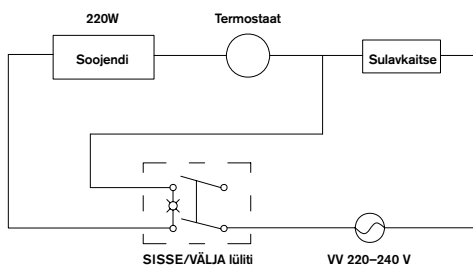 220W
Termostaat
Soojendi
Sulavkaitse
SISSE/VÄLJA lüliti
VV 220–240 V